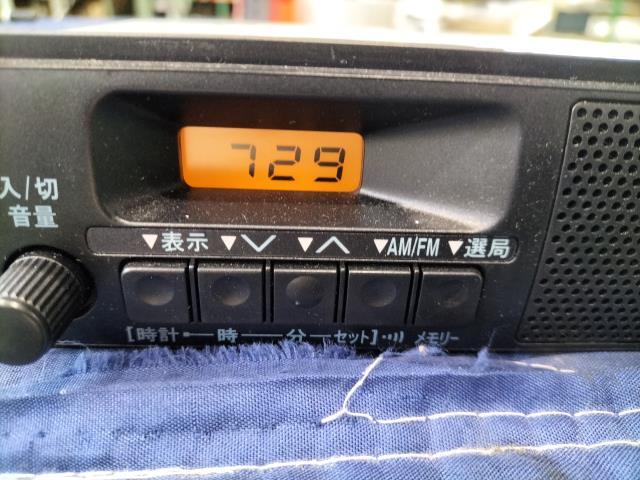 729
入/切
音量
▼表示 ▼∨ ▼∧ ▼AM/FM ▼選局
[時計 時 分 セット] メモリー